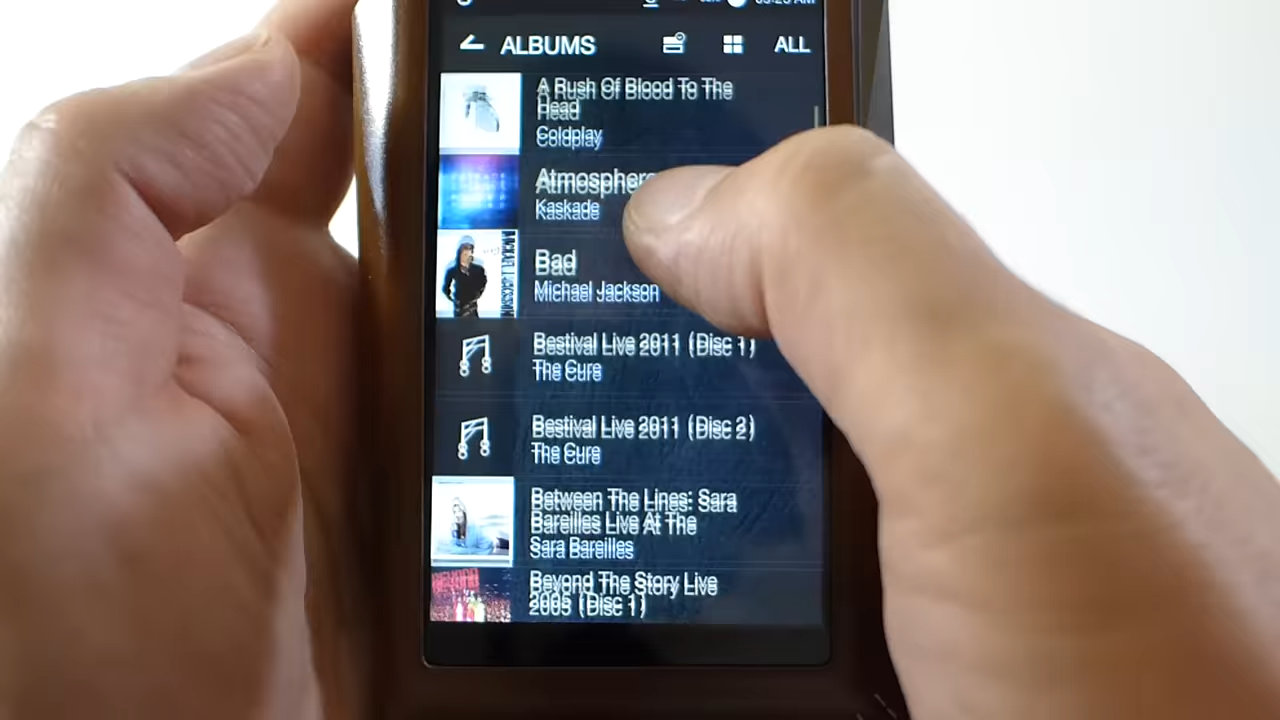 ALBUMS
ALL
A Rush Of Blood To The
Head
Coldplay
Atmosphere
Kaskade
Bad
Michael Jackson
Bestival Live 2011 (Disc 1)
The Cure
Bestival Live 2011 (Disc 2)
The Cure
Between The Lines: Sara
Bareilles Live At The
Sara Bareilles
Beyond The Story Live
2005 (Disc 1)
BEYOND